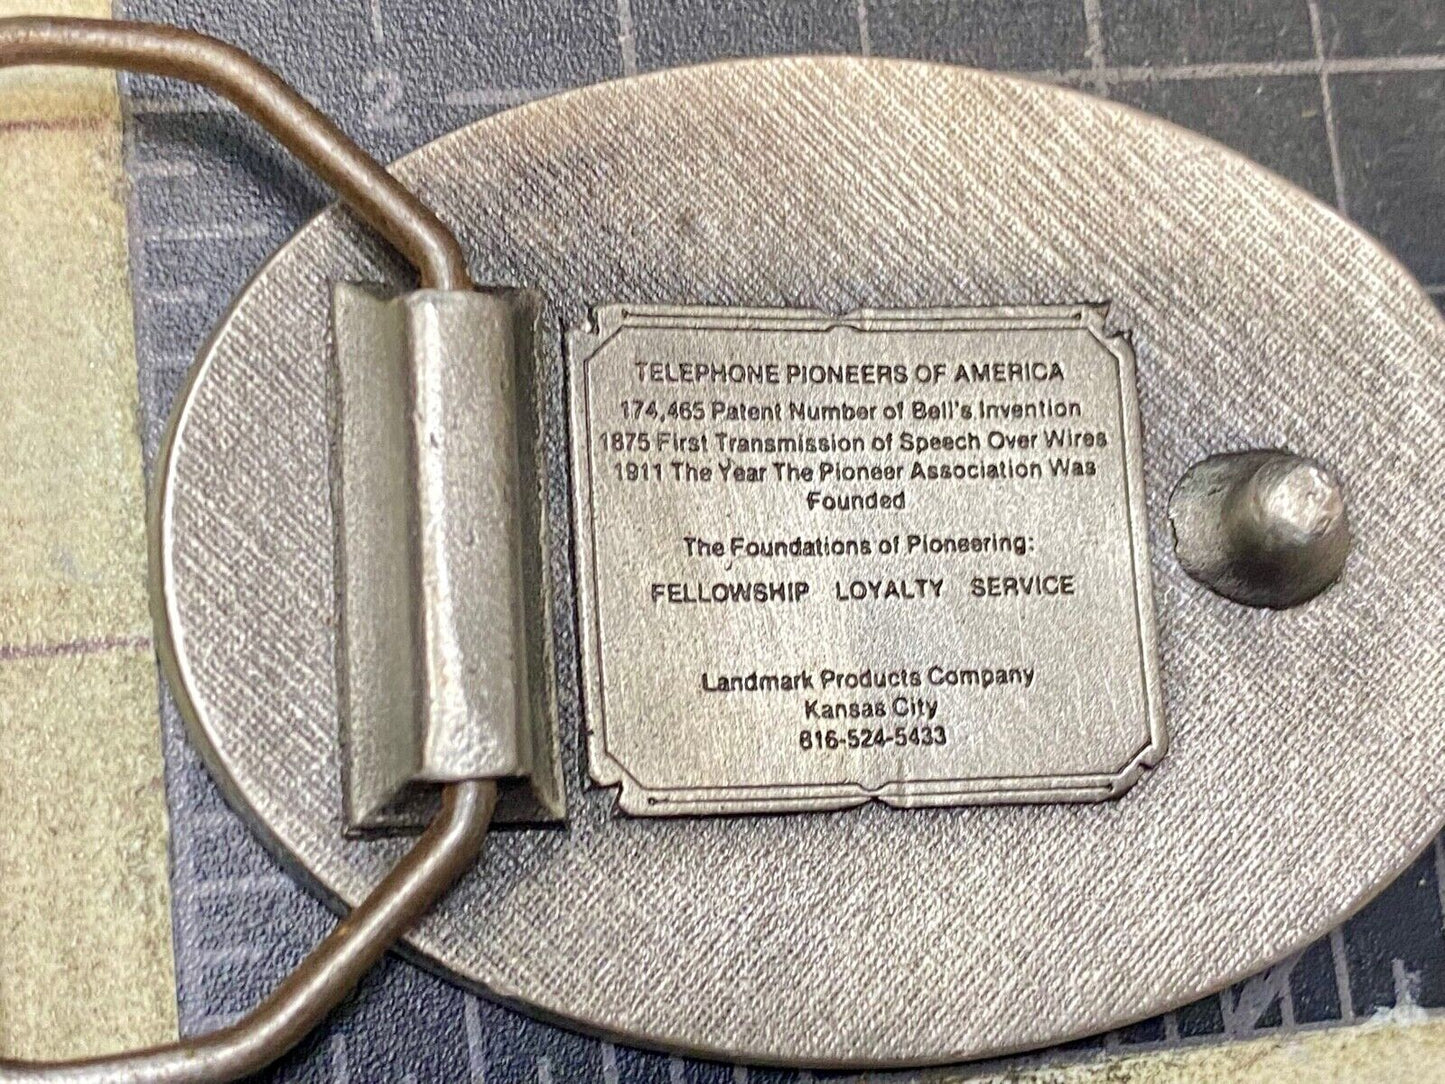 TELEPHONE PIONEERS OF AMERICA
174,465 Patent Number of Bell's Invention
1875 First Transmission of Speech Over Wires
1911 The Year The Pioneer Association Was
Founded
The Foundations of Pioneering:
FELLOWSHIP LOYALTY SERVICE
Landmark Products Company
Kansas City
816-524-5433
2